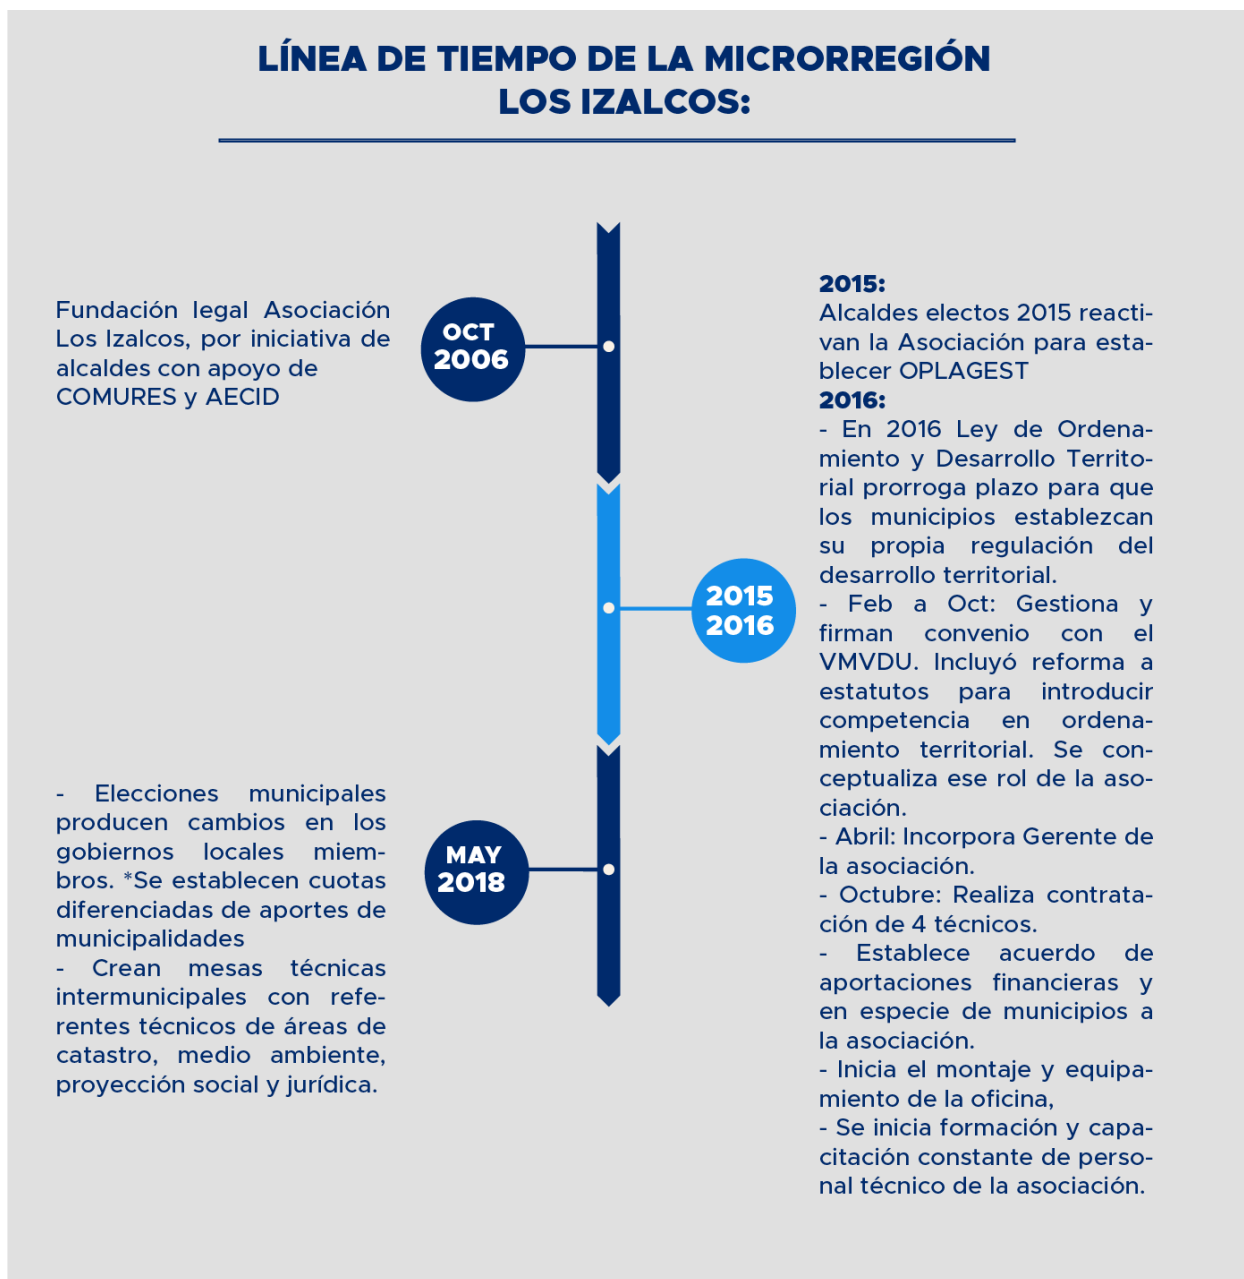 LÍNEA DE TIEMPO DE LA MICRORREGIÓN
LOS IZALCOS:
OCT
2006
Fundación legal Asociación
Los Izalcos, por iniciativa de
alcaldes con apoyo de
COMURES y AECID
2015
2016
2015:
Alcaldes electos 2015 reacti-
van la Asociación para esta-
blecer OPLAGEST
2016:
- En 2016 Ley de Ordena-
miento y Desarrollo Territo-
rial prorroga plazo para que
los municipios establezcan
su propia regulación del
desarrollo territorial.
- Feb a Oct: Gestiona y
firman convenio con el
VMVDU. Incluyó reforma a
estatutos para introducir
competencia en ordena-
miento territorial. Se con-
ceptualiza ese rol de la aso-
ciación.
- Abril: Incorpora Gerente de
la asociación.
- Octubre: Realiza contrata-
ción de 4 técnicos.
- Establece acuerdo de
aportaciones financieras y
en especie de municipios a
la asociación.
- Inicia el montaje y equipa-
miento de la oficina,
- Se inicia formación y capa-
citación constante de perso-
nal técnico de la asociación.
MAY
2018
- Elecciones municipales
producen cambios en los
gobiernos locales miem-
bros. *Se establecen cuotas
diferenciadas de aportes de
municipalidades
- Crean mesas técnicas
intermunicipales con refe-
rentes técnicos de áreas de
catastro, medio ambiente,
proyección social y jurídica.